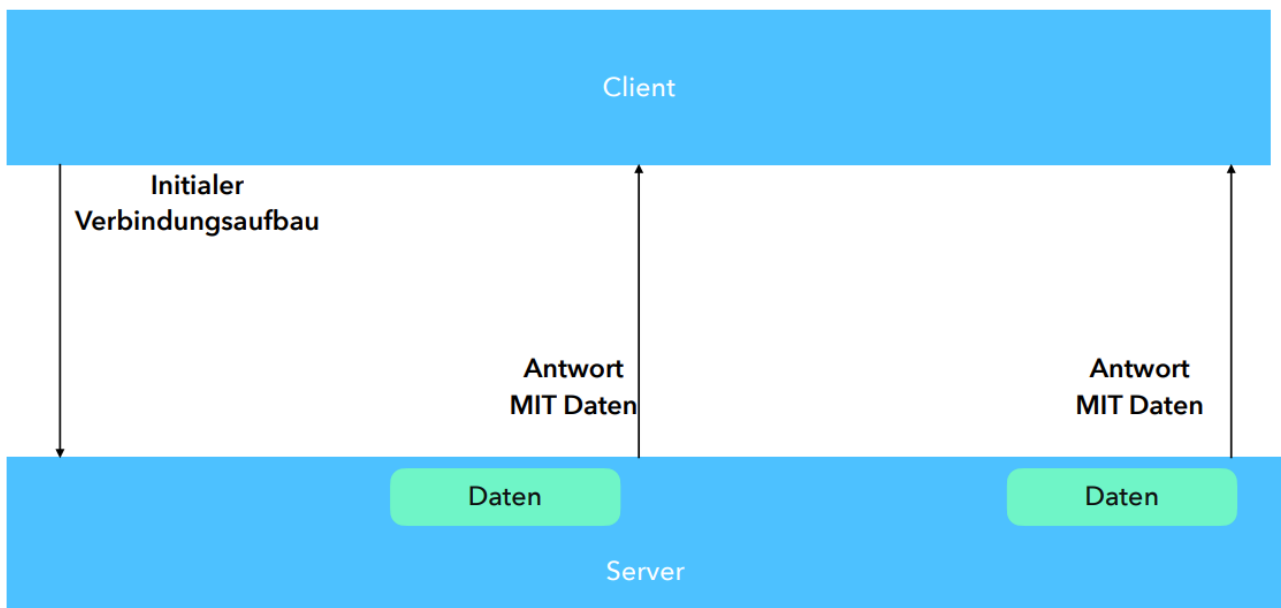 Client
Initialer
Verbindungsaufbau
Antwort
MIT Daten
Antwort
MIT Daten
Daten
Daten
Server